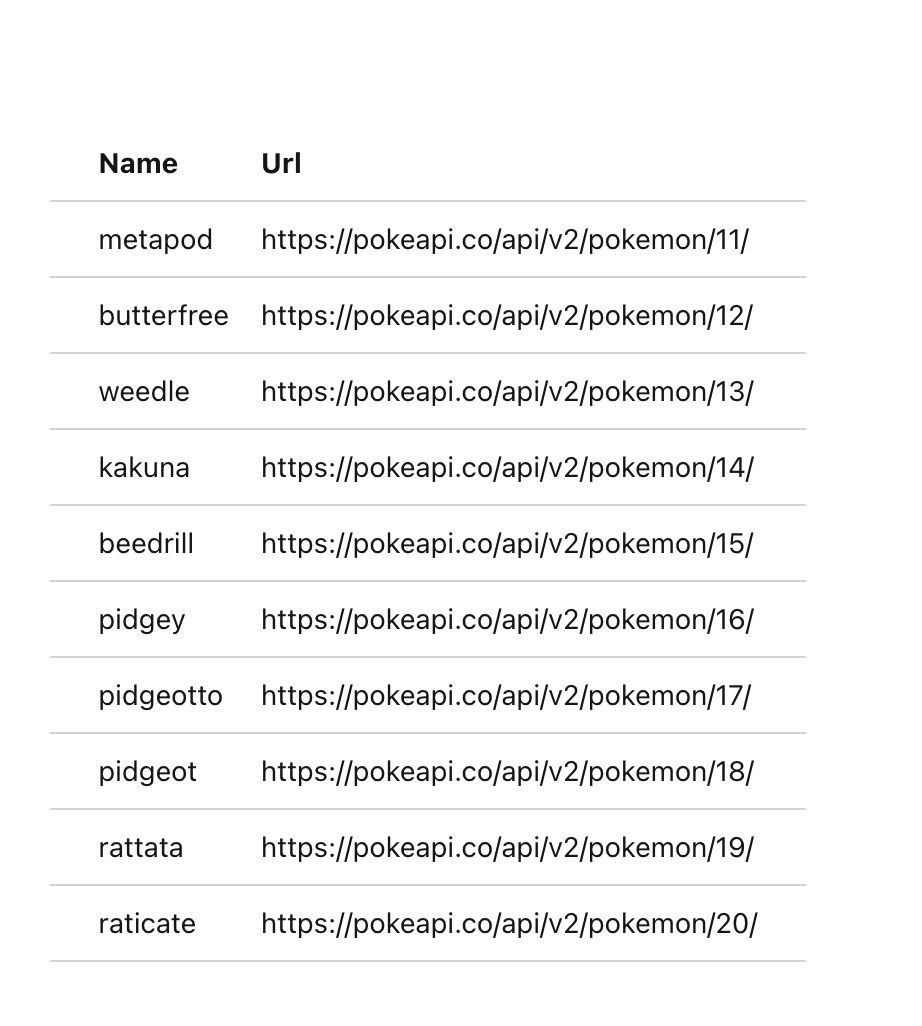 Name Url
metapod https://pokeapi.co/api/v2/pokemon/11/
butterfree https://pokeapi.co/api/v2/pokemon/12/
weedle https://pokeapi.co/api/v2/pokemon/13/
kakuna https://pokeapi.co/api/v2/pokemon/14/
beedrill https://pokeapi.co/api/v2/pokemon/15/
pidgey https://pokeapi.co/api/v2/pokemon/16/
pidgeotto https://pokeapi.co/api/v2/pokemon/17/
pidgeot https://pokeapi.co/api/v2/pokemon/18/
rattata https://pokeapi.co/api/v2/pokemon/19/
raticate https://pokeapi.co/api/v2/pokemon/20/